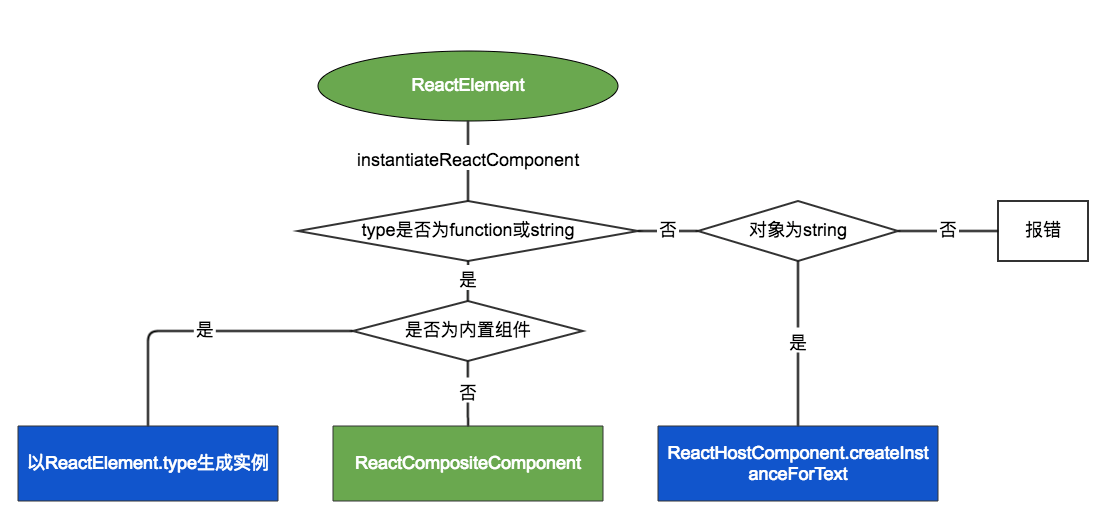 ReactElement
instantiateReactComponent
type是否为function或string
否
对象为string
否
报错
是
是
是否为内置组件
是
否
以ReactElement.type生成实例
ReactCompositeComponent
ReactHostComponent.createInst
anceForText